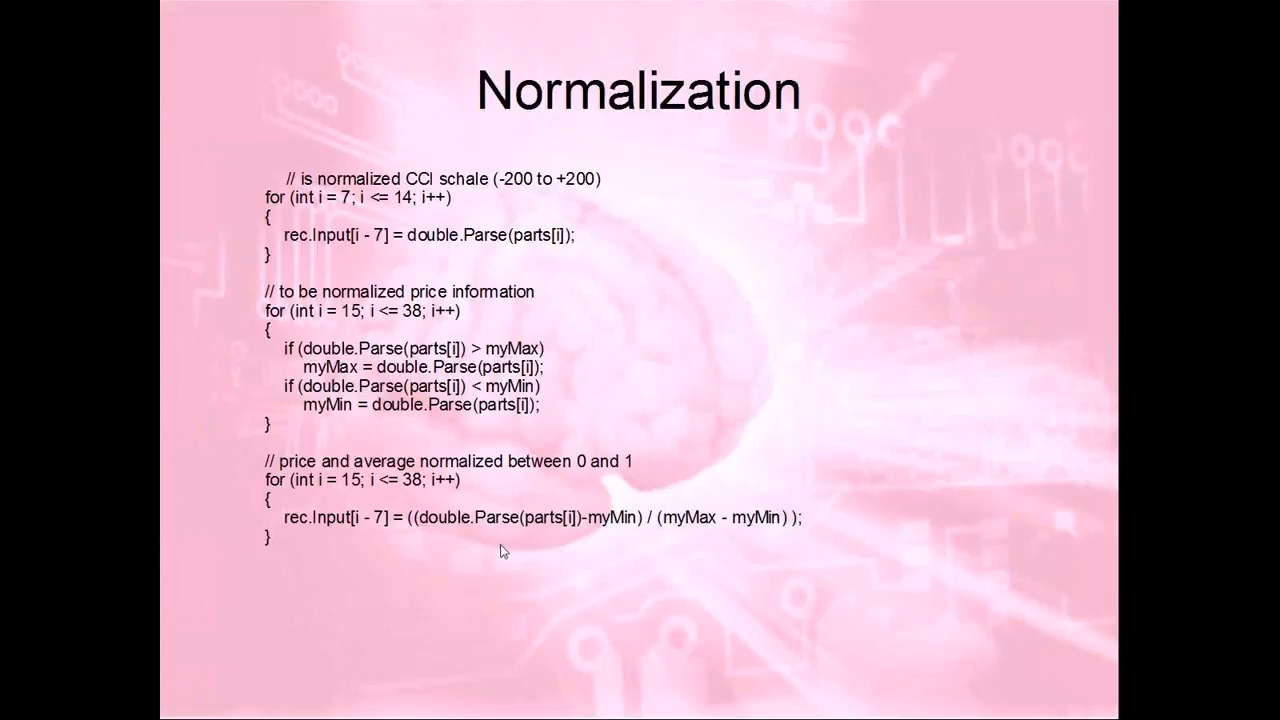 Normalization
// is normalized CCI schale (-200 to +200)
for (int i = 7; i <= 14; i++)
{
rec.Input[i - 7] = double.Parse(parts[i]);
}
// to be normalized price information
for (int i = 15; i <= 38; i++)
{
if (double.Parse(parts[i]) > myMax)
myMax = double.Parse(parts[i]);
if (double.Parse(parts[i]) < myMin)
myMin = double.Parse(parts[i]);
}
// price and average normalized between 0 and 1
for (int i = 15; i <= 38; i++)
{
rec.Input[i - 7] = ((double.Parse(parts[i])-myMin) / (myMax - myMin) );
}